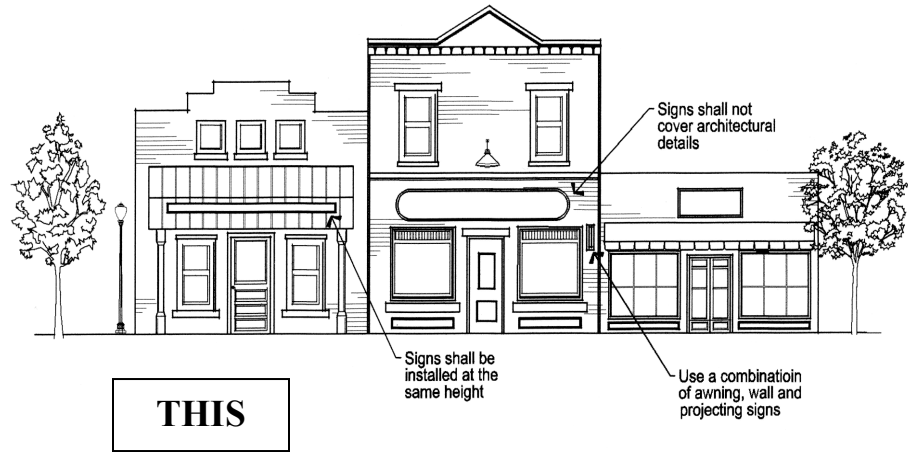 Signs shall not
cover architectural
details
Signs shall be
installed at the
same height
Use a combinatioin
of awning, wall and
projecting signs
THIS